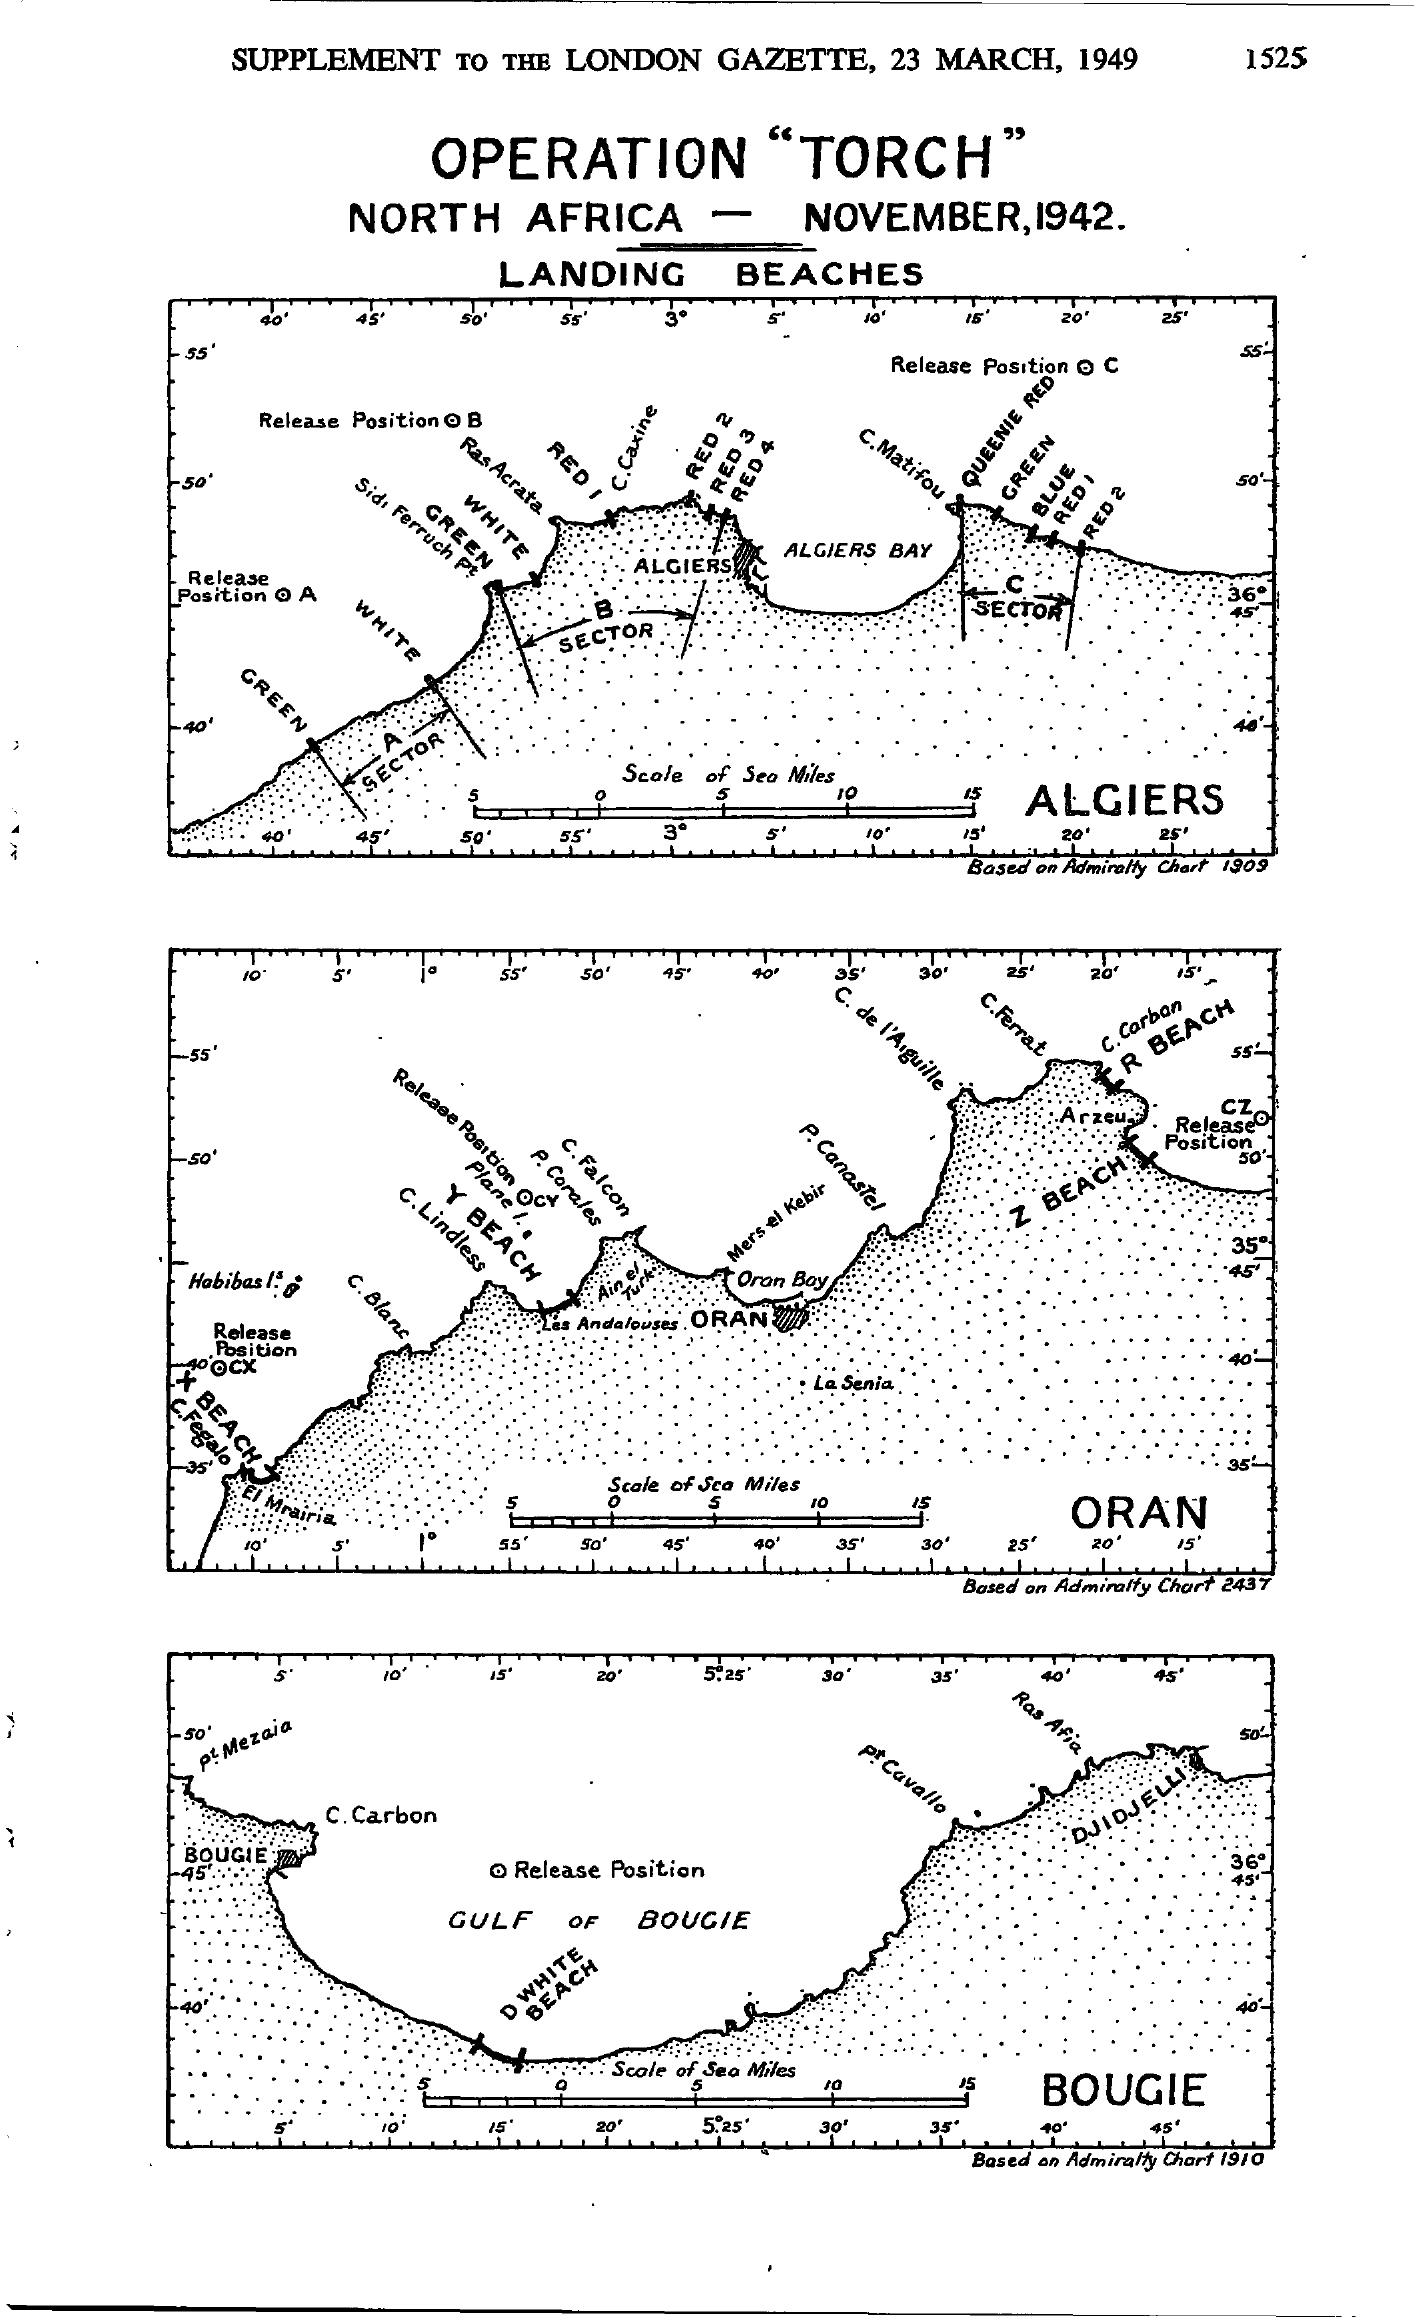 SUPPLEMENT TO THE LONDON GAZETTE, 23 MARCH, 1949 1525
OPERATION "TORCH"
NORTH AFRICA — NOVEMBER, 1942.
LANDING BEACHES
40' 45' 50' 55' 3° 5' 10' 15' 20' 25'
55' 55'
Release Position ⊙ C
Release Position ⊙ B
Ras Acrata
RED 1
C. Caxine
RED 2
RED 3
RED 4
C. Matifou
QUEENIE RED
GREEN
BLUE
RED 1
RED 2
50' 50'
Sidi Ferruch Pt.
GREEN
WHITE
ALGIERS
ALGIERS BAY
Release
Position ⊙ A
WHITE
B
SECTOR
C
SECTOR
36°
45'
GREEN
A
SECTOR
40' 40'
Scale of Sea Miles
5 0 5 10 15
ALGIERS
40' 45' 50' 55' 3° 5' 10' 15' 20' 25'
Based on Admiralty Chart 1909
10' 5' 1° 55' 50' 45' 40' 35' 30' 25' 20' 15'
C. de l'Aiguille
C. Ferrat
C. Carbon
R BEACH
55' 55'
Release Position ⊙ CY
Plane I.
P. Corales
C. Falcon
P. Canastel
Arzeu
CZ ⊙
Release
Position
50' 50'
Y BEACH
C. Lindless
Mers-el Kebir
Z BEACH
35°
45'
Habibas Is.
C. Blanc
Ain el
Turk
Oran Bay
Les Andalouses
ORAN
Release
Position
40' ⊙ CX 40'
La Senia
X BEACH
C. Fegalo
35' 35'
El Mrairia
Scale of Sea Miles
5 0 5 10 15
ORAN
10' 5' 1° 55' 50' 45' 40' 35' 30' 25' 20' 15'
Based on Admiralty Chart 2437
5' 10' 15' 20' 5°25' 30' 35' 40' 45'
50' 50'
Pt. Mezaia
Ras Afia
Pt. Cavallo
C. Carbon
DJIDJELLI
BOUGIE
45'
⊙ Release Position
36°
45'
GULF OF BOUGIE
D WHITE
BEACH
40' 40'
Scale of Sea Miles
5 0 5 10 15
BOUGIE
5' 10' 15' 20' 5°25' 30' 35' 40' 45'
Based on Admiralty Chart 1910